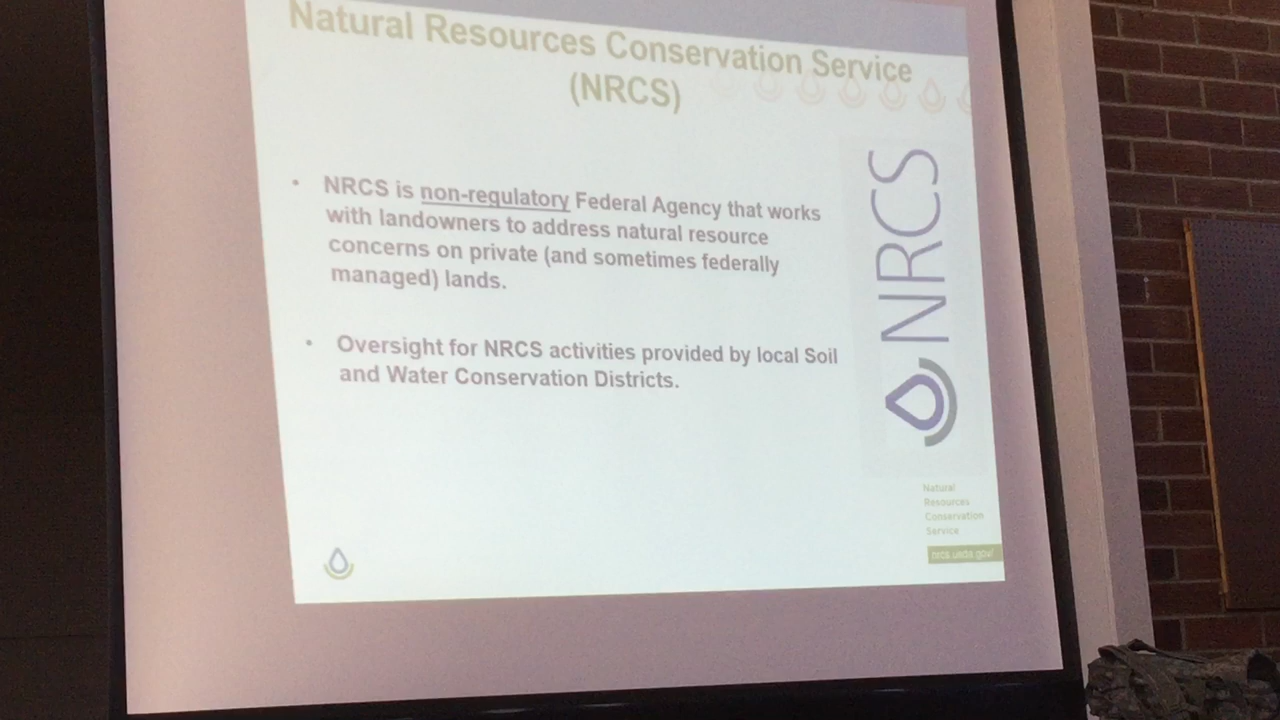 Natural Resources Conservation Service
(NRCS)
• NRCS is non-regulatory Federal Agency that works
with landowners to address natural resource
concerns on private (and sometimes federally
managed) lands.
• Oversight for NRCS activities provided by local Soil
and Water Conservation Districts.
NRCS
Natural
Resources
Conservation
Service
nrcs.usda.gov/